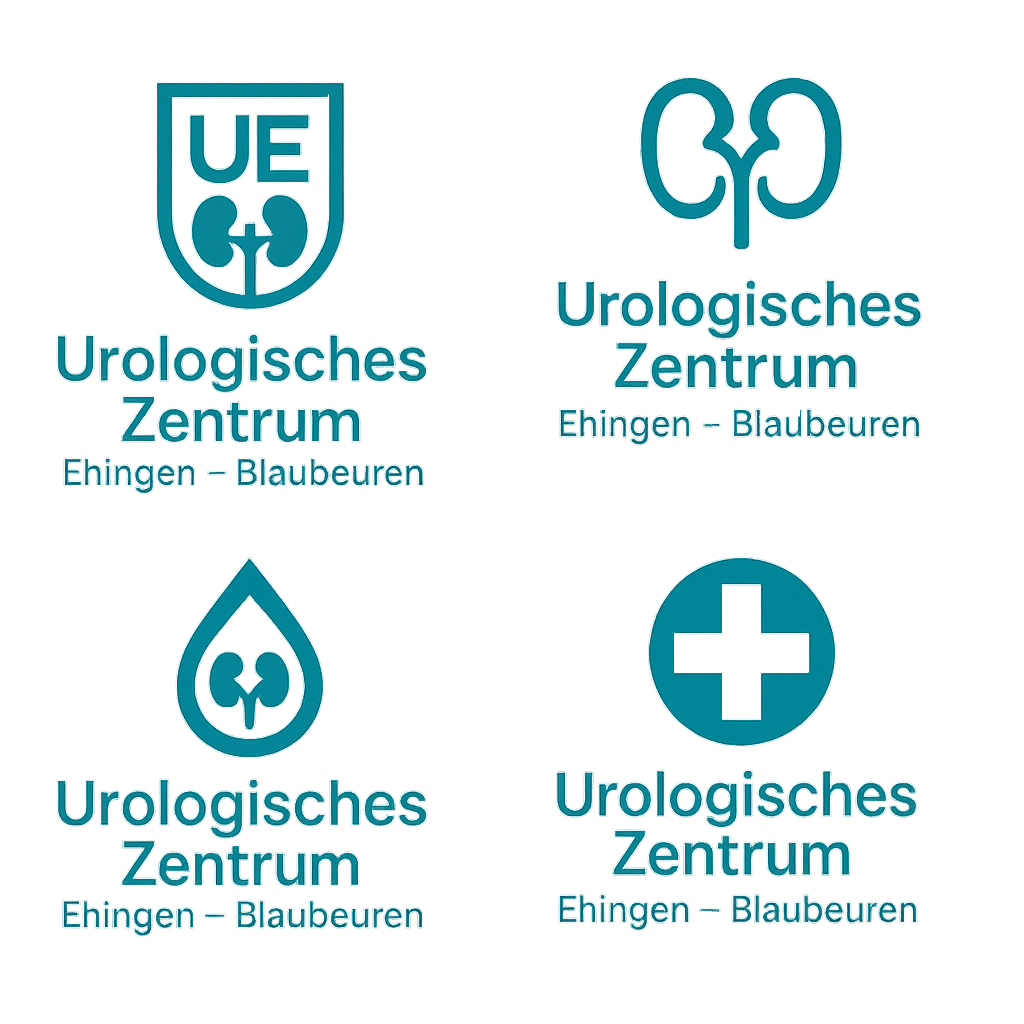 UE
Urologisches
Zentrum
Ehingen – Blaubeuren
Urologisches
Zentrum
Ehingen – Blaubeuren
Urologisches
Zentrum
Ehingen – Blaubeuren
Urologisches
Zentrum
Ehingen – Blaubeuren